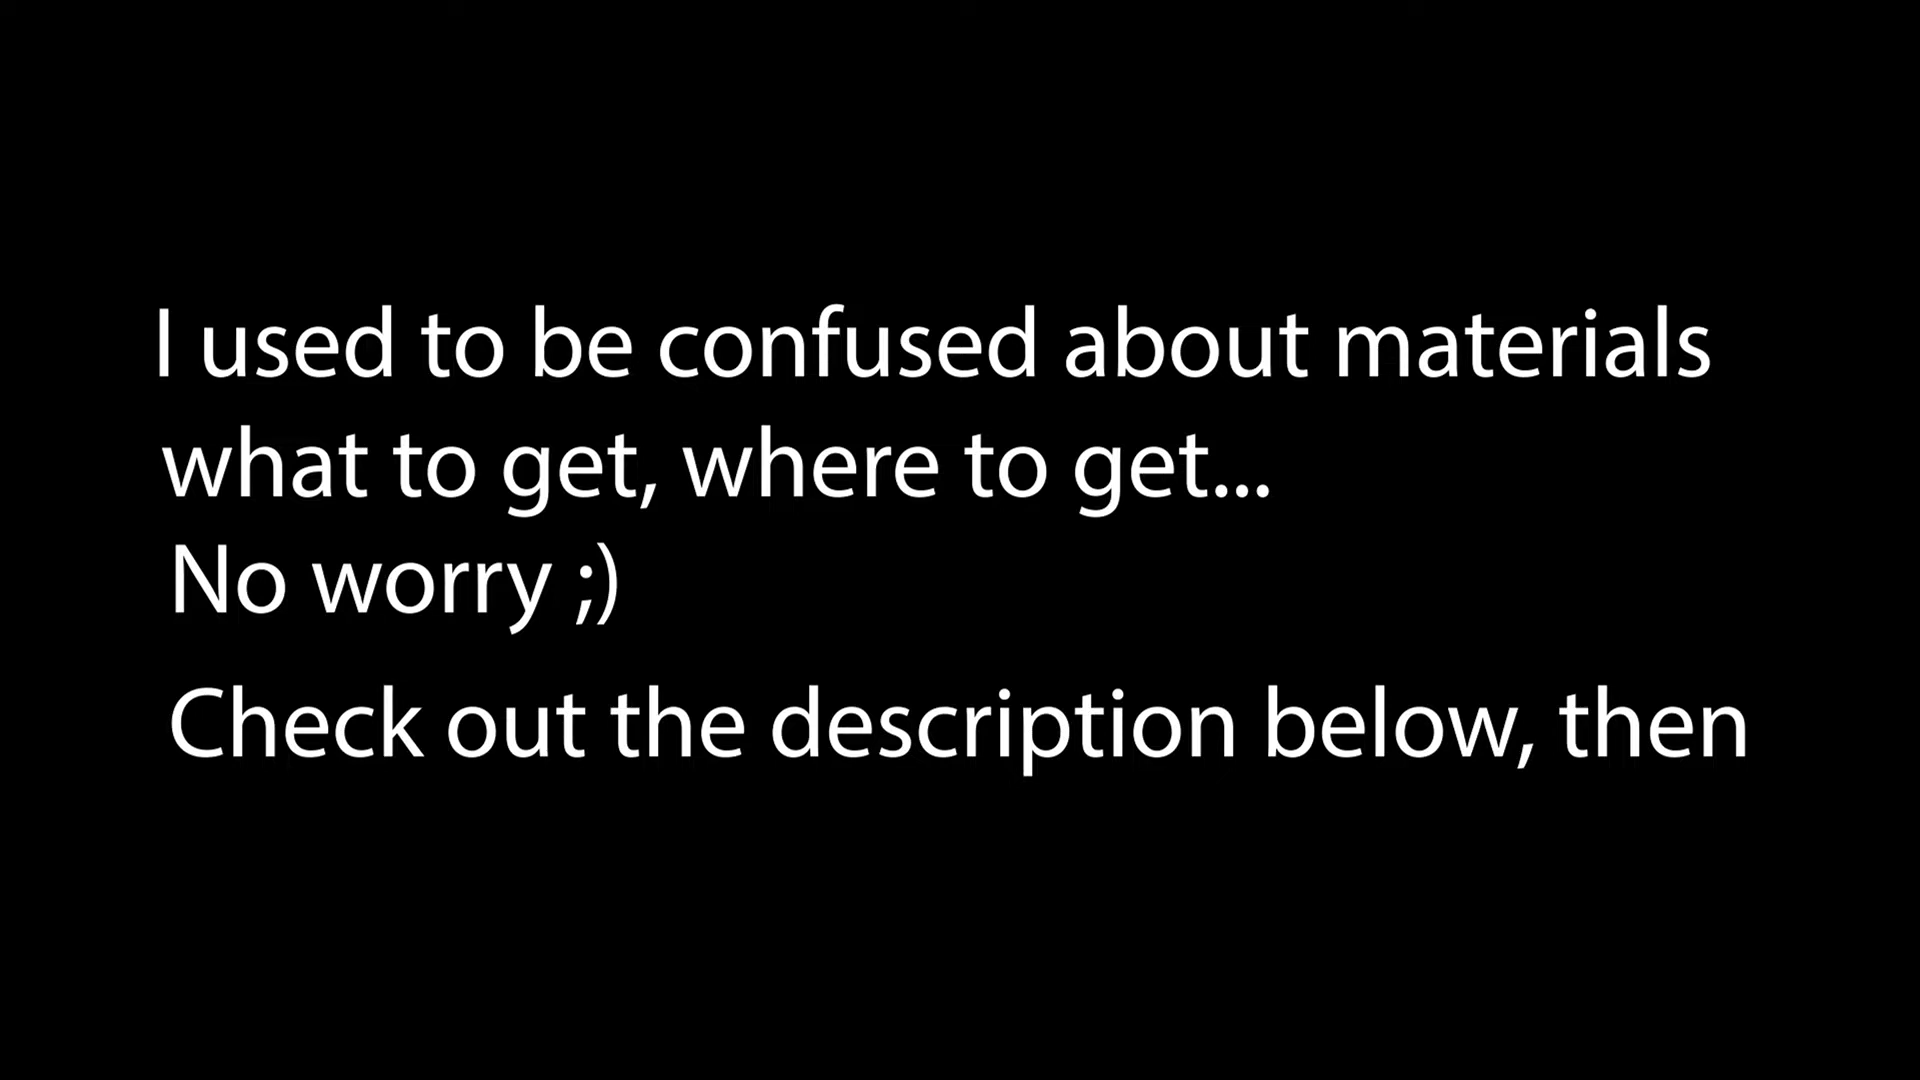 I used to be confused about materials
what to get, where to get...
No worry ;)
Check out the description below, then